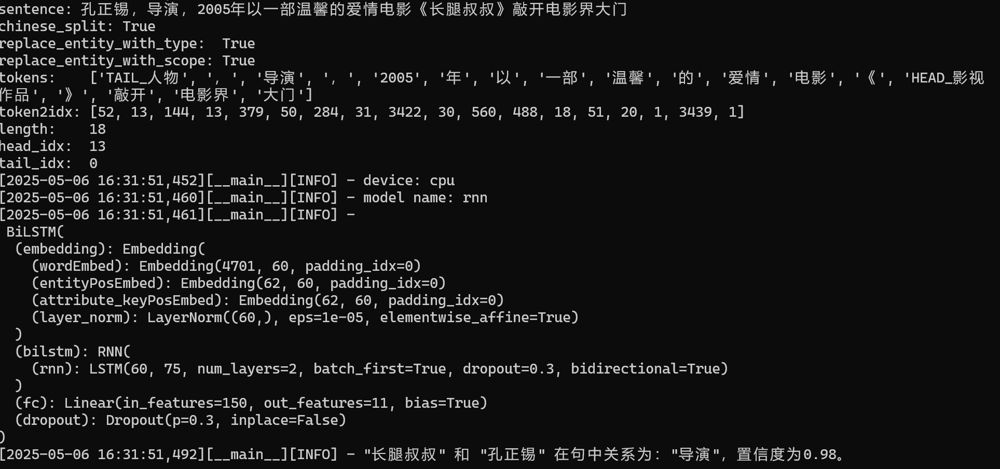 sentence: 孔正锡，导演，2005年以一部温馨的爱情电影《长腿叔叔》敲开电影界大门
chinese_split: True
replace_entity_with_type:  True
replace_entity_with_scope: True
tokens:    ['TAIL_人物', '，', '导演', '，', '2005', '年', '以', '一部', '温馨', '的', '爱情', '电影', '《', 'HEAD_影视
作品', '》', '敲开', '电影界', '大门']
token2idx: [52, 13, 144, 13, 379, 50, 284, 31, 3422, 30, 560, 488, 18, 51, 20, 1, 3439, 1]
length:    18
head_idx:  13
tail_idx:  0
[2025-05-06 16:31:51,452][__main__][INFO] - device: cpu
[2025-05-06 16:31:51,460][__main__][INFO] - model name: rnn
[2025-05-06 16:31:51,461][__main__][INFO] -
 BiLSTM(
  (embedding): Embedding(
    (wordEmbed): Embedding(4701, 60, padding_idx=0)
    (entityPosEmbed): Embedding(62, 60, padding_idx=0)
    (attribute_keyPosEmbed): Embedding(62, 60, padding_idx=0)
    (layer_norm): LayerNorm((60,), eps=1e-05, elementwise_affine=True)
  )
  (bilstm): RNN(
    (rnn): LSTM(60, 75, num_layers=2, batch_first=True, dropout=0.3, bidirectional=True)
  )
  (fc): Linear(in_features=150, out_features=11, bias=True)
  (dropout): Dropout(p=0.3, inplace=False)
)
[2025-05-06 16:31:51,492][__main__][INFO] - "长腿叔叔" 和 "孔正锡" 在句中关系为："导演"，置信度为0.98。